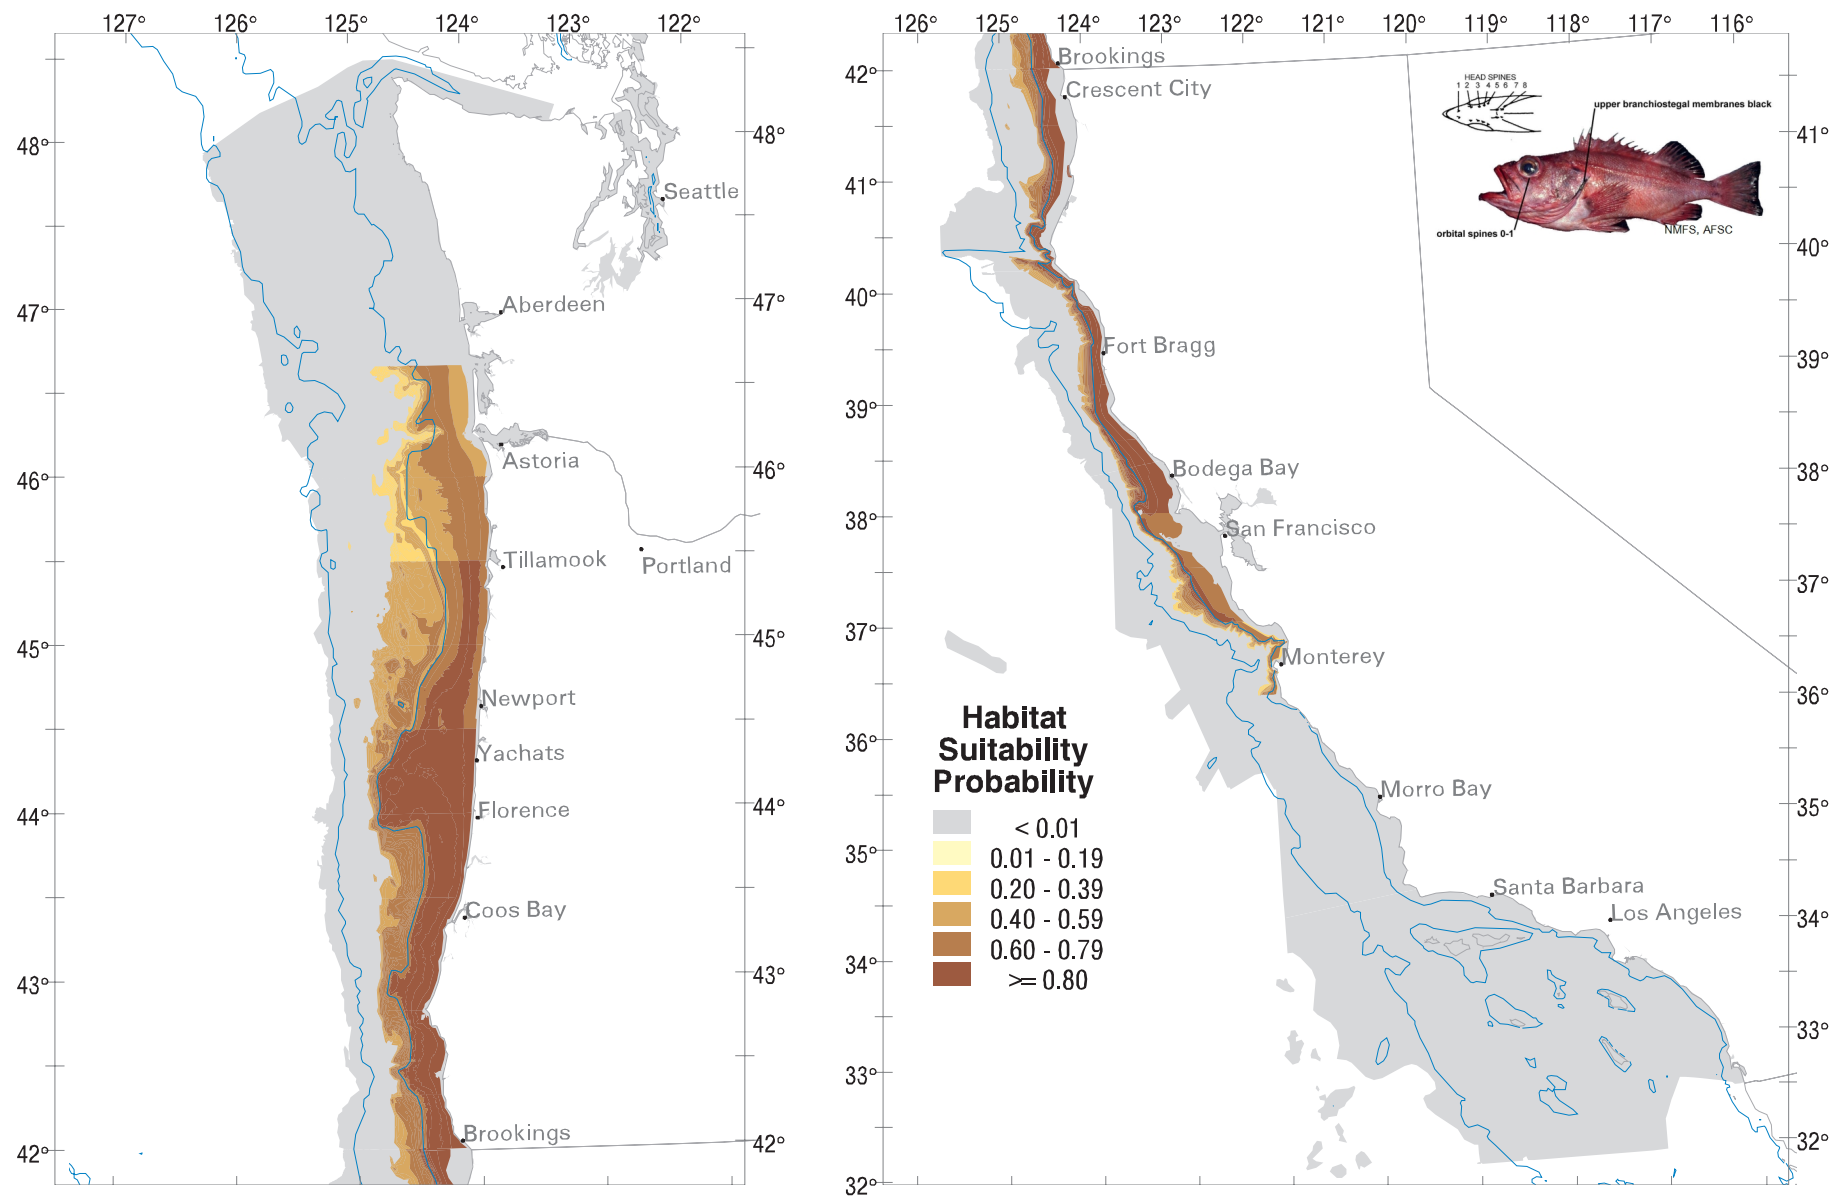 127° 126° 125° 124° 123° 122°
48°
47°
46°
45°
44°
43°
42°
48°
47°
46°
45°
44°
43°
42°
Seattle
Aberdeen
Astoria
Tillamook
Portland
Newport
Yachats
Florence
Coos Bay
Brookings
126° 125° 124° 123° 122° 121° 120° 119° 118° 117° 116°
42°
41°
40°
39°
38°
37°
36°
35°
34°
33°
32°
41°
40°
39°
38°
37°
36°
35°
34°
33°
32°
Brookings
Crescent City
Fort Bragg
Bodega Bay
San Francisco
Monterey
Morro Bay
Santa Barbara
Los Angeles
HEAD SPINES
1 2 3 4 5 6 7 8
upper branchiostegal membranes black
orbital spines 0-1
NMFS, AFSC
Habitat
Suitability
Probability
< 0.01
0.01 - 0.19
0.20 - 0.39
0.40 - 0.59
0.60 - 0.79
>= 0.80